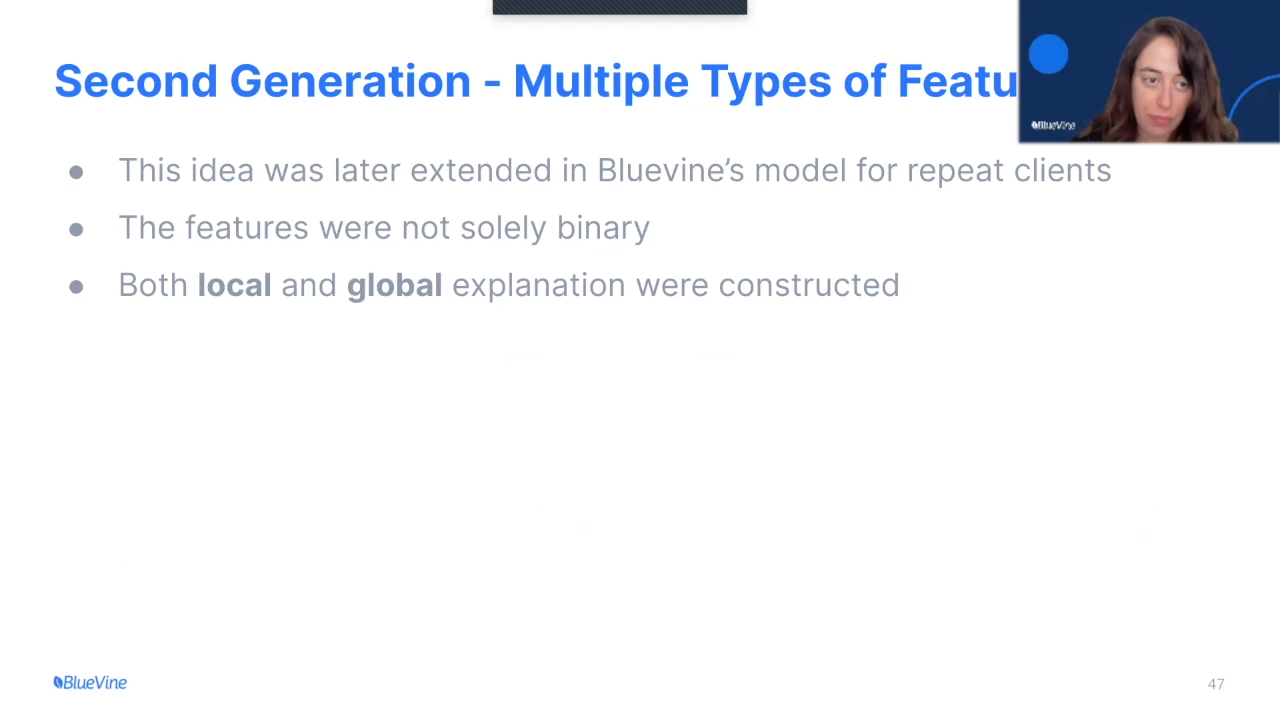 Second Generation - Multiple Types of Featu
BlueVine
● This idea was later extended in Bluevine’s model for repeat clients
● The features were not solely binary
● Both local and global explanation were constructed
BlueVine
47